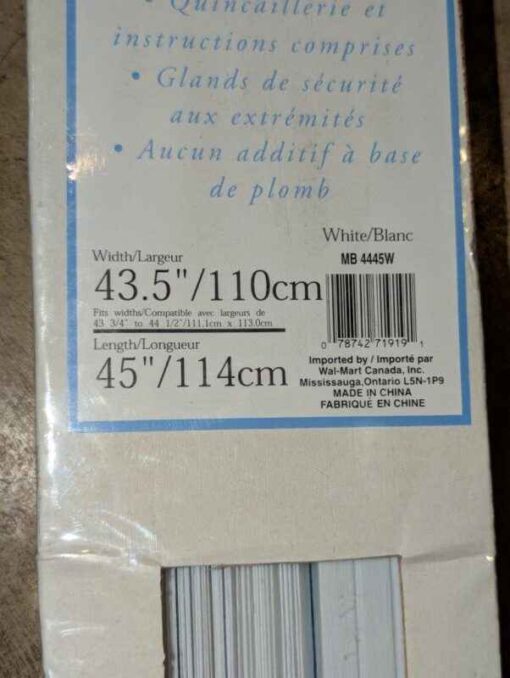 • Quincaillerie et
instructions comprises
• Glands de sécurité
aux extrémités
• Aucun additif à base
de plomb
White/Blanc
MB 4445W
Width/Largeur
43.5"/110cm
Fits widths/Compatible avec largeurs de
43 3/4" to 44 1/2"/111.1cm x 113.0cm
Length/Longueur
45"/114cm
0 78742 71919 1
Imported by / Importé par
Wal-Mart Canada, Inc.
Mississauga,Ontario L5N-1P9
MADE IN CHINA
FABRIQUE EN CHINE